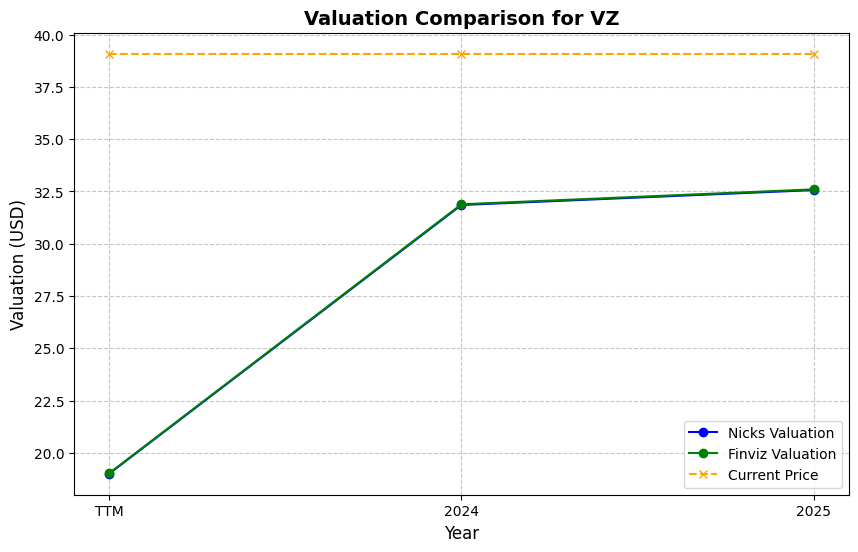 Valuation Comparison for VZ
Valuation (USD)
40.0
37.5
35.0
32.5
30.0
27.5
25.0
22.5
20.0
TTM
2024
2025
Year
Nicks Valuation
Finviz Valuation
Current Price